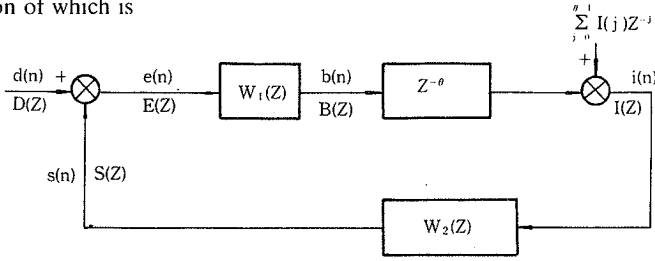 on of which is
∑ I(j)Z⁻ʲ
+
d(n) +
D(Z)
e(n)
E(Z)
W₁(Z)
b(n)
B(Z)
Z⁻θ
i(n)
I(Z)
s(n) S(Z)
W₂(Z)